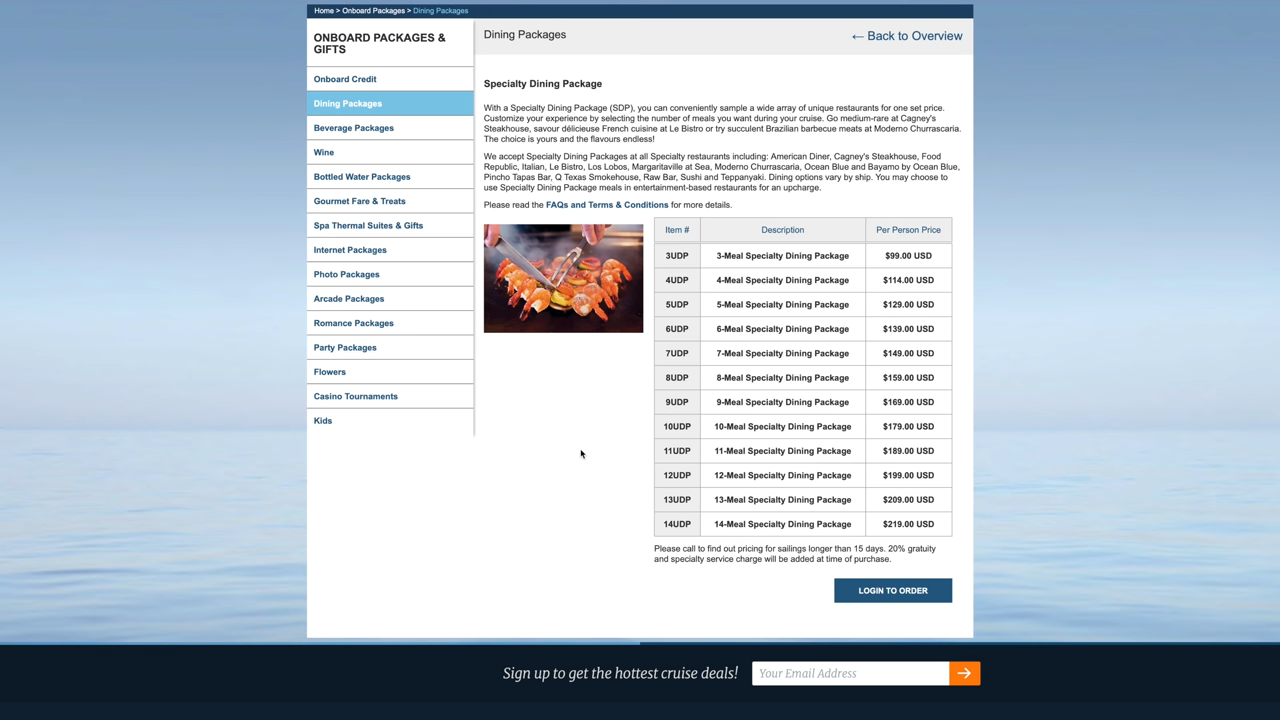 Home > Onboard Packages > Dining Packages
ONBOARD PACKAGES &
GIFTS
Onboard Credit
Dining Packages
Beverage Packages
Wine
Bottled Water Packages
Gourmet Fare & Treats
Spa Thermal Suites & Gifts
Internet Packages
Photo Packages
Arcade Packages
Romance Packages
Party Packages
Flowers
Casino Tournaments
Kids
Dining Packages
← Back to Overview
Specialty Dining Package
With a Specialty Dining Package (SDP), you can conveniently sample a wide array of unique restaurants for one set price.
Customize your experience by selecting the number of meals you want during your cruise. Go medium-rare at Cagney's
Steakhouse, savour délicieuse French cuisine at Le Bistro or try succulent Brazilian barbecue meats at Moderno Churrascaria.
The choice is yours and the flavours endless!
We accept Specialty Dining Packages at all Specialty restaurants including: American Diner, Cagney's Steakhouse, Food
Republic, Italian, Le Bistro, Los Lobos, Margaritaville at Sea, Moderno Churrascaria, Ocean Blue and Bayamo by Ocean Blue,
Pincho Tapas Bar, Q Texas Smokehouse, Raw Bar, Sushi and Teppanyaki. Dining options vary by ship. You may choose to
use Specialty Dining Package meals in entertainment-based restaurants for an upcharge.
Please read the FAQs and Terms & Conditions for more details.
Item # Description Per Person Price
3UDP 3-Meal Specialty Dining Package $99.00 USD
4UDP 4-Meal Specialty Dining Package $114.00 USD
5UDP 5-Meal Specialty Dining Package $129.00 USD
6UDP 6-Meal Specialty Dining Package $139.00 USD
7UDP 7-Meal Specialty Dining Package $149.00 USD
8UDP 8-Meal Specialty Dining Package $159.00 USD
9UDP 9-Meal Specialty Dining Package $169.00 USD
10UDP 10-Meal Specialty Dining Package $179.00 USD
11UDP 11-Meal Specialty Dining Package $189.00 USD
12UDP 12-Meal Specialty Dining Package $199.00 USD
13UDP 13-Meal Specialty Dining Package $209.00 USD
14UDP 14-Meal Specialty Dining Package $219.00 USD
Please call to find out pricing for sailings longer than 15 days. 20% gratuity
and specialty service charge will be added at time of purchase.
LOGIN TO ORDER
Sign up to get the hottest cruise deals!
Your Email Address